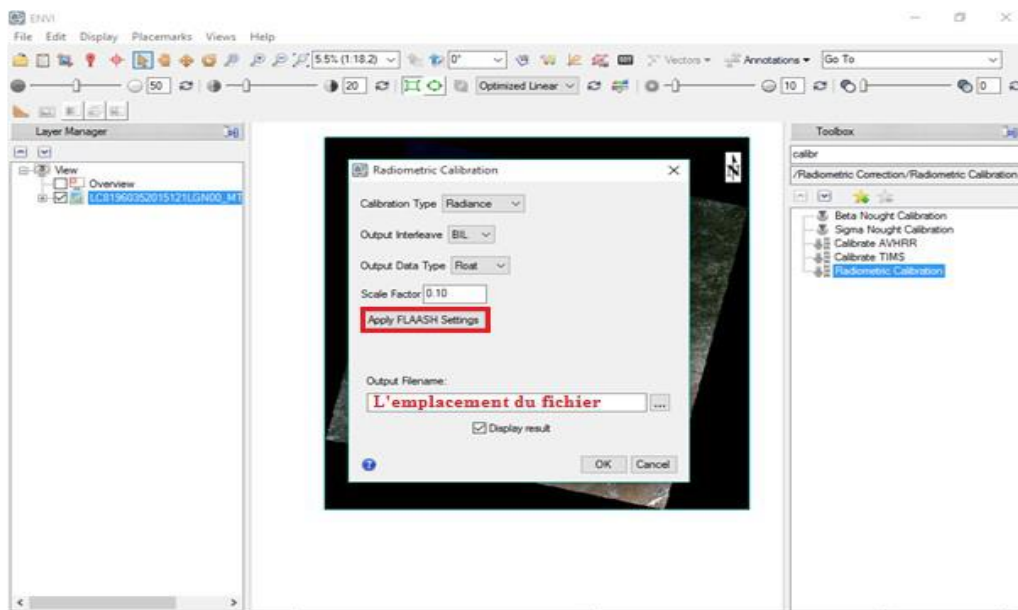 ENVI
File Edit Display Placemarks Views Help
5.5% (1:18.2) 0° Vectors Annotations Go To
50 20 Optimized Linear 10 0
Layer Manager
Toolbox
View
Overview
LC81960352015121LGN00_MT
calibr
/Radiometric Correction/Radiometric Calibration
Beta Nought Calibration
Sigma Nought Calibration
Calibrate AVHRR
Calibrate TIMS
Radiometric Calibration
N
Radiometric Calibration
Calibration Type Radiance
Output Interleave BIL
Output Data Type Float
Scale Factor 0.10
Apply FLAASH Settings
Output Filename:
L'emplacement du fichier
...
Display result
OK Cancel